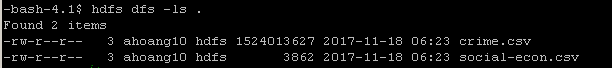 -bash-4.1$ hdfs dfs -ls .
Found 2 items
-rw-r--r--   3 ahoang10 hdfs 1524013627 2017-11-18 06:23 crime.csv
-rw-r--r--   3 ahoang10 hdfs       3862 2017-11-18 06:23 social-econ.csv